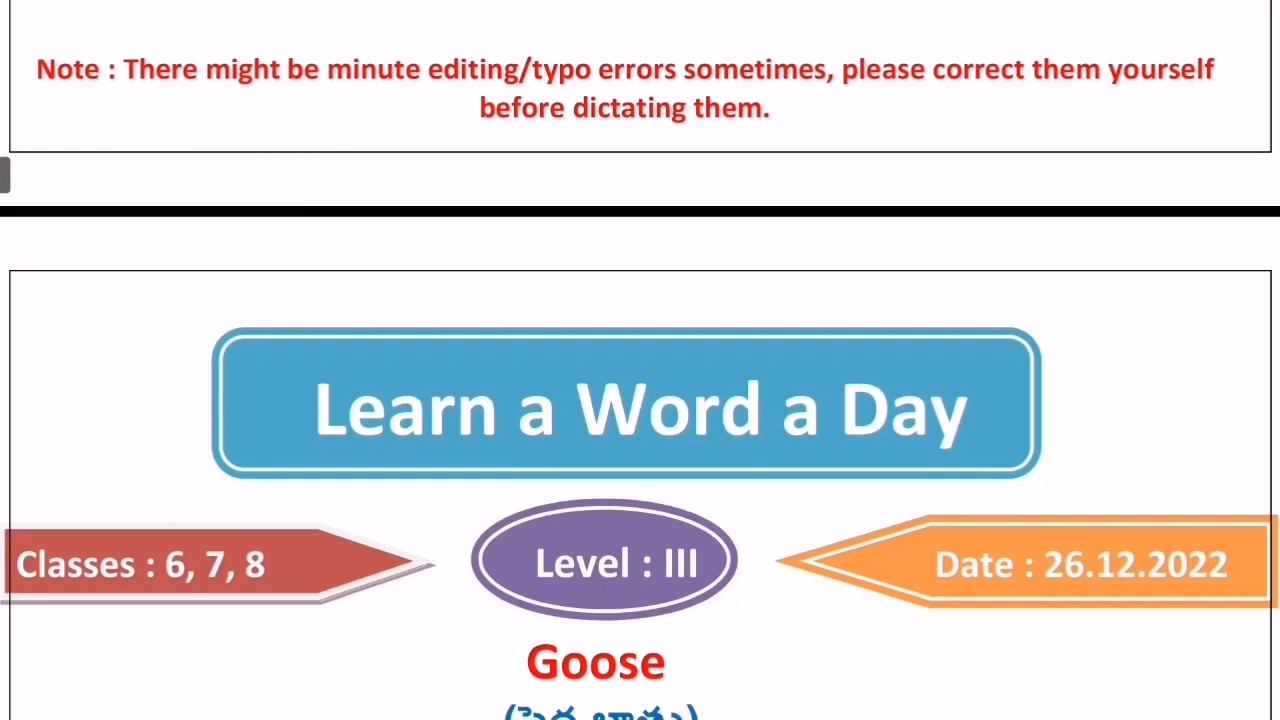 Note : There might be minute editing/typo errors sometimes, please correct them yourself
before dictating them.
Learn a Word a Day
Classes : 6, 7, 8
Level : III
Date : 26.12.2022
Goose